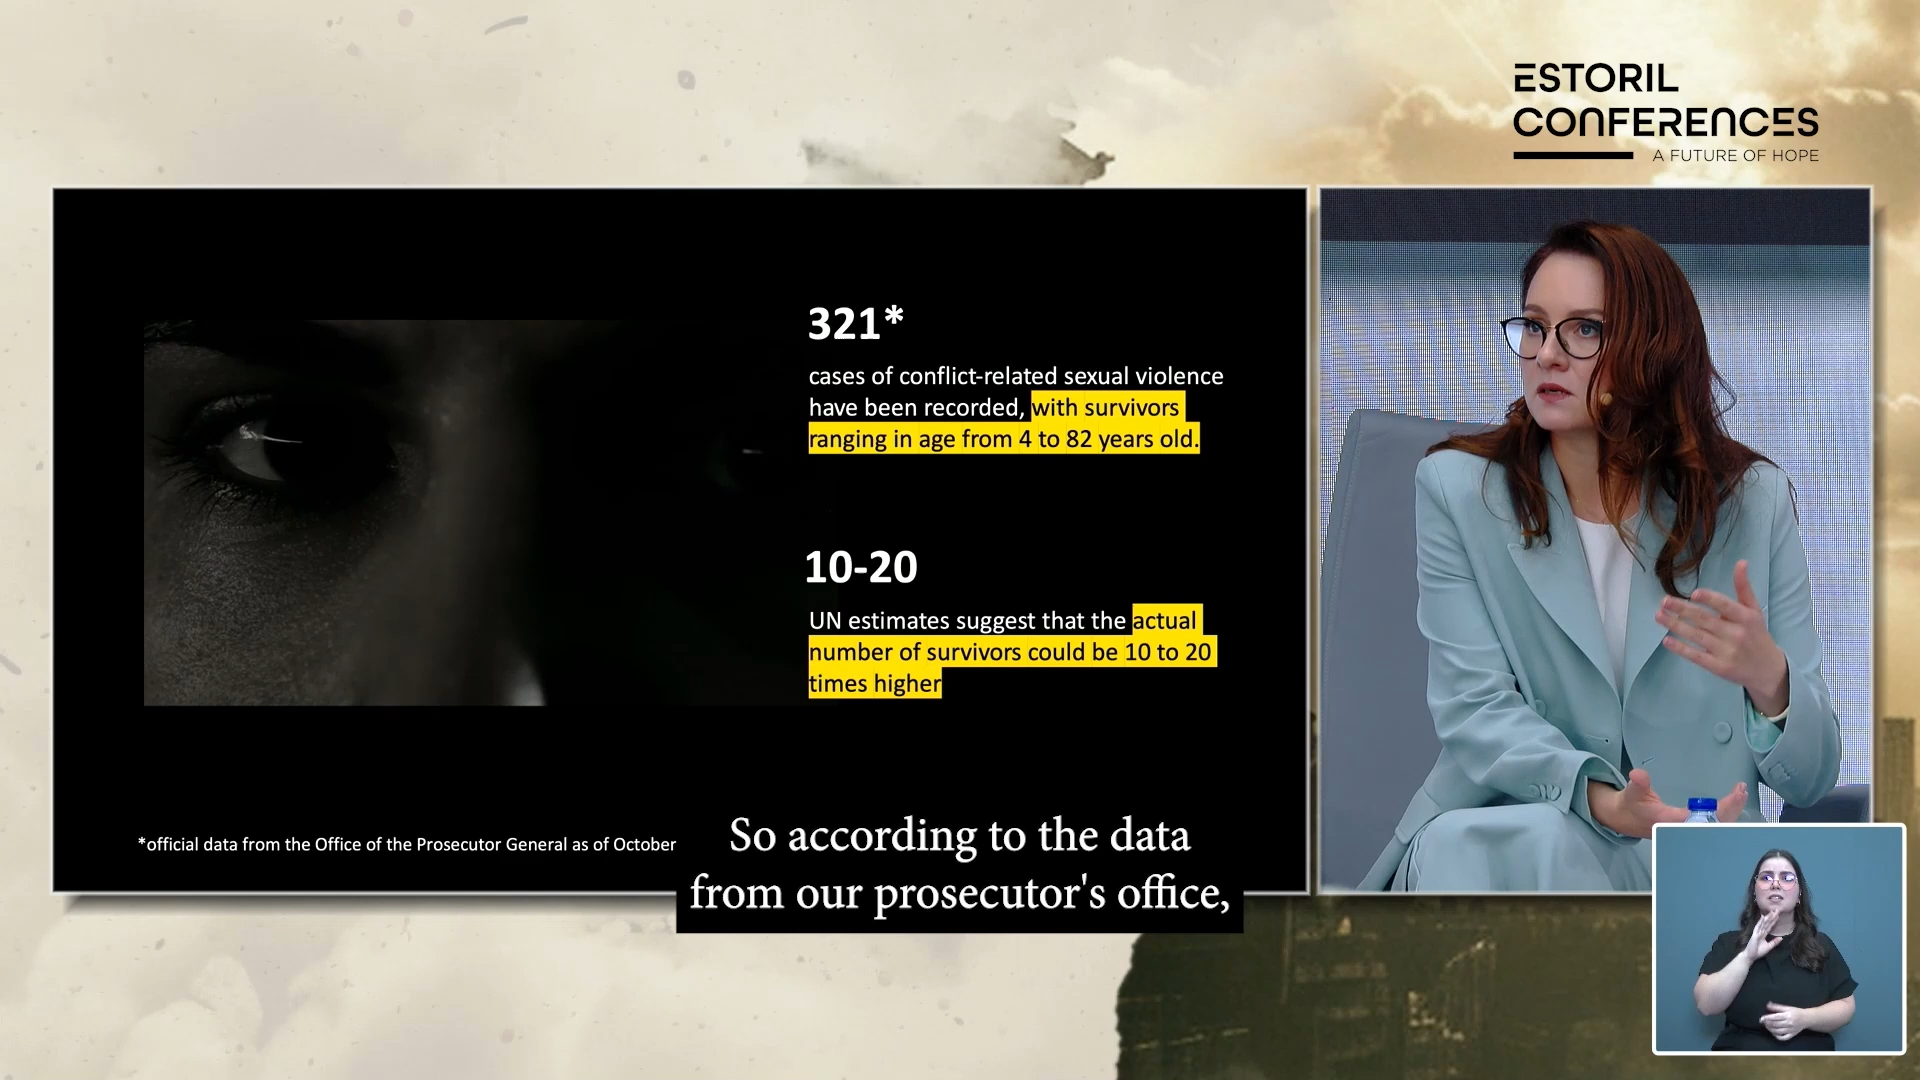 ESTORIL
CONFERENCES
A FUTURE OF HOPE
321*
cases of conflict-related sexual violence
have been recorded, with survivors
ranging in age from 4 to 82 years old.
10-20
UN estimates suggest that the actual
number of survivors could be 10 to 20
times higher
*official data from the Office of the Prosecutor General as of October
So according to the data
from our prosecutor's office,